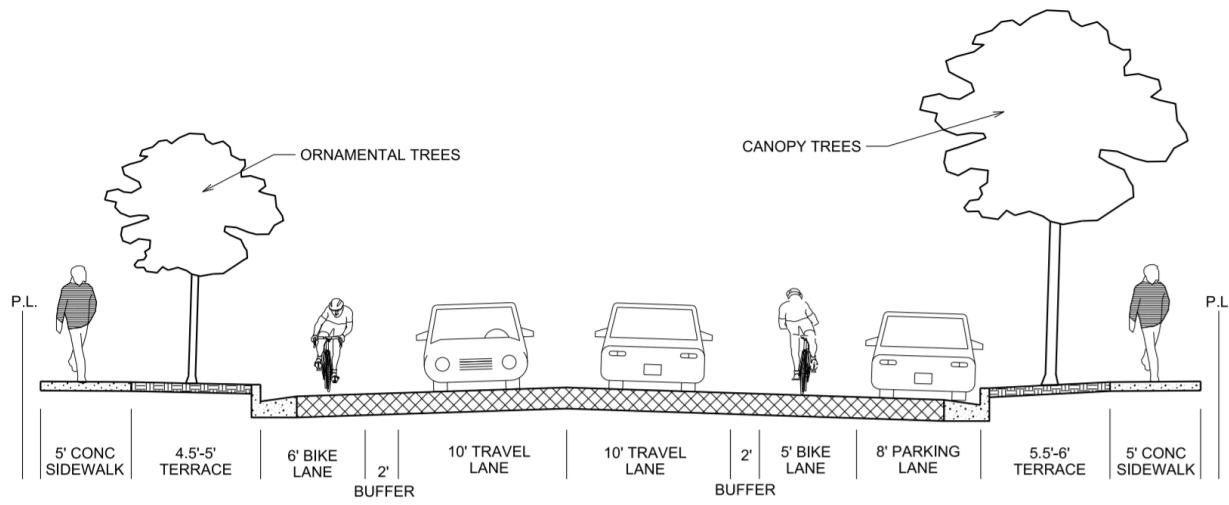 ORNAMENTAL TREES
CANOPY TREES
P.L.
P.L
5' CONC
SIDEWALK
4.5'-5'
TERRACE
6' BIKE
LANE
2'
BUFFER
10' TRAVEL
LANE
10' TRAVEL
LANE
2'
BUFFER
5' BIKE
LANE
8' PARKING
LANE
5.5'-6'
TERRACE
5' CONC
SIDEWALK